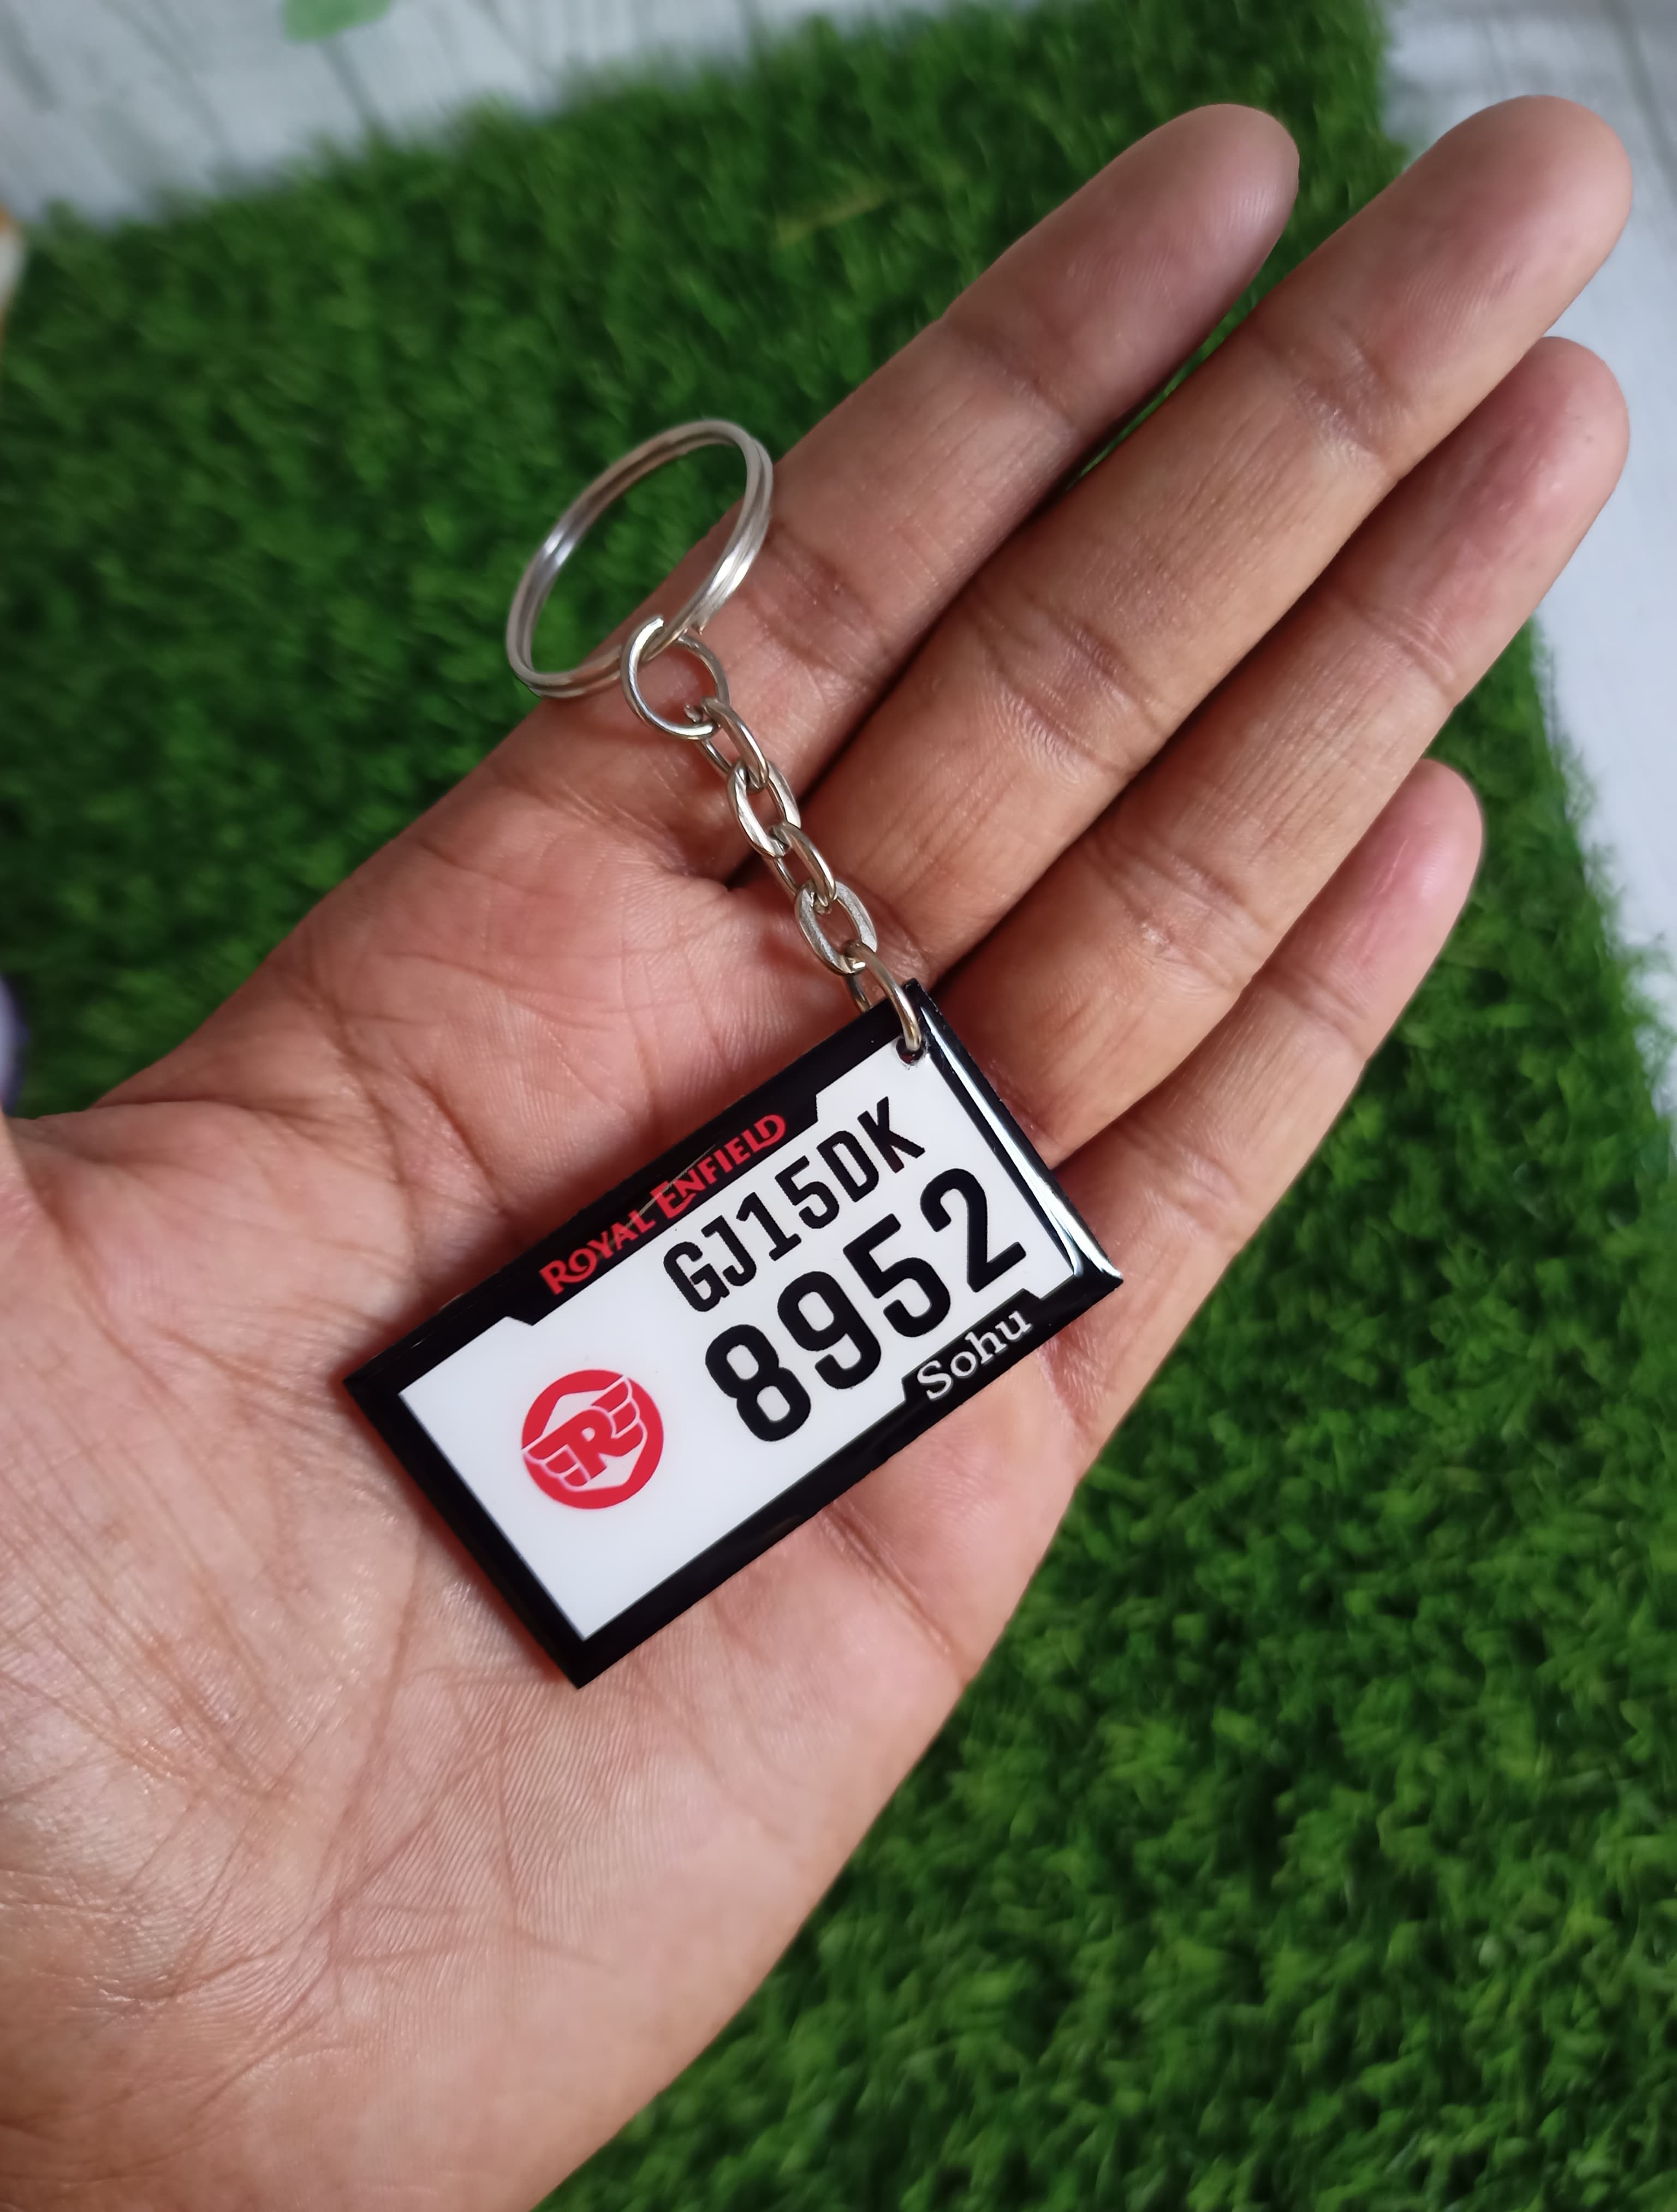 ROYAL ENFIELD
GJ15DK
8952
R
Sohu